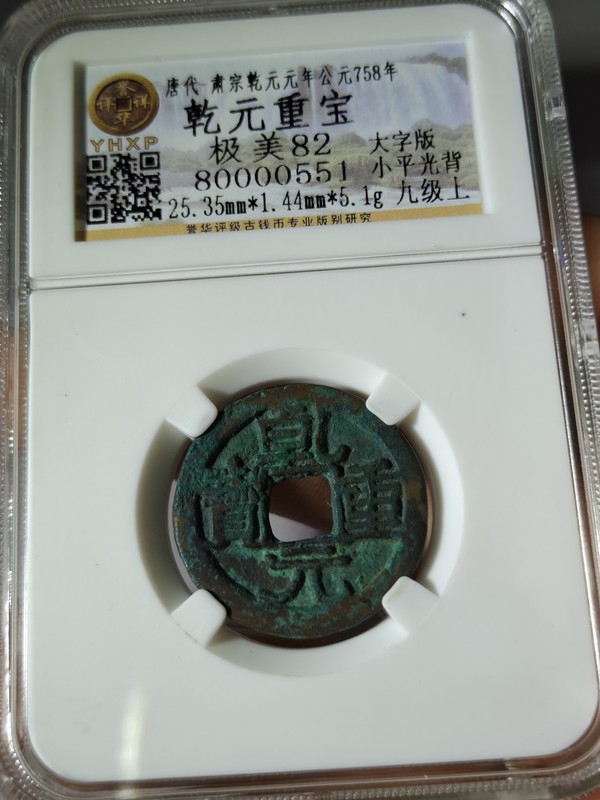 唐代 肃宗乾元元年公元758年
乾元重宝
极美82 大字版
80000551 小平光背
25.35mm*1.44mm*5.1g 九级上
誉华评级古钱币专业版别研究
YHXP
乾元重寶